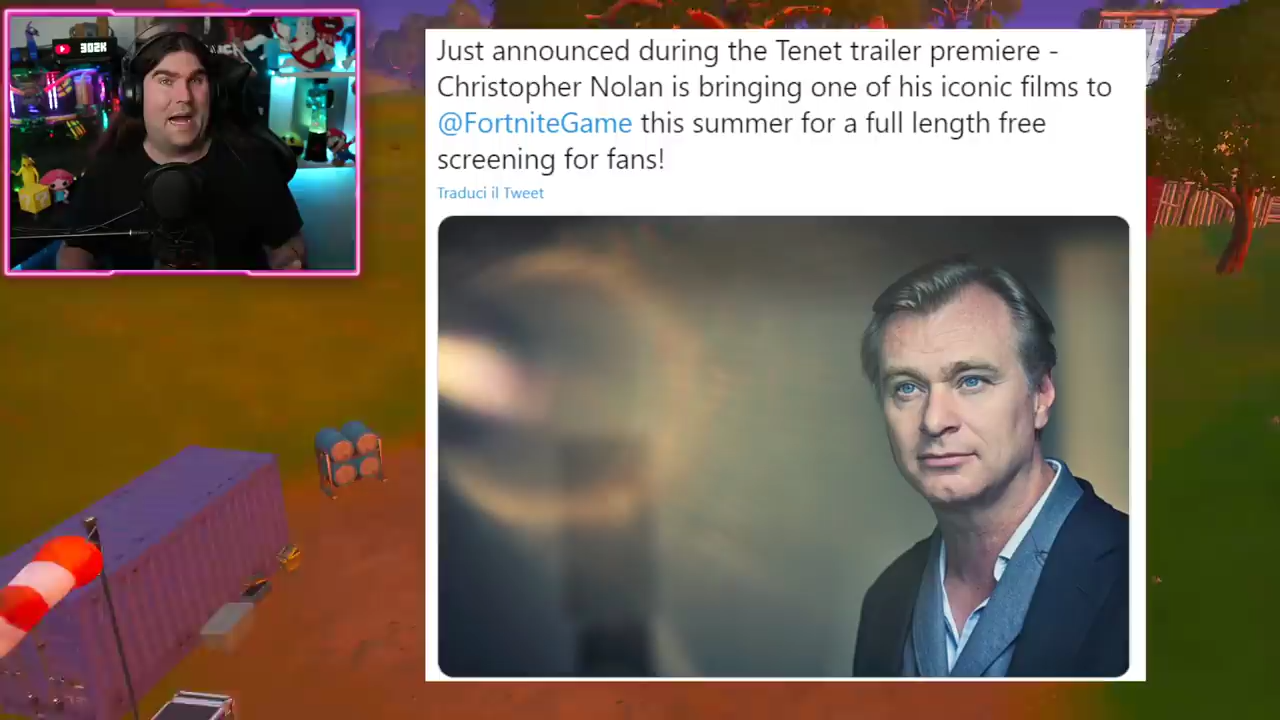 302K
Just announced during the Tenet trailer premiere -
Christopher Nolan is bringing one of his iconic films to
@FortniteGame this summer for a full length free
screening for fans!
Traduci il Tweet